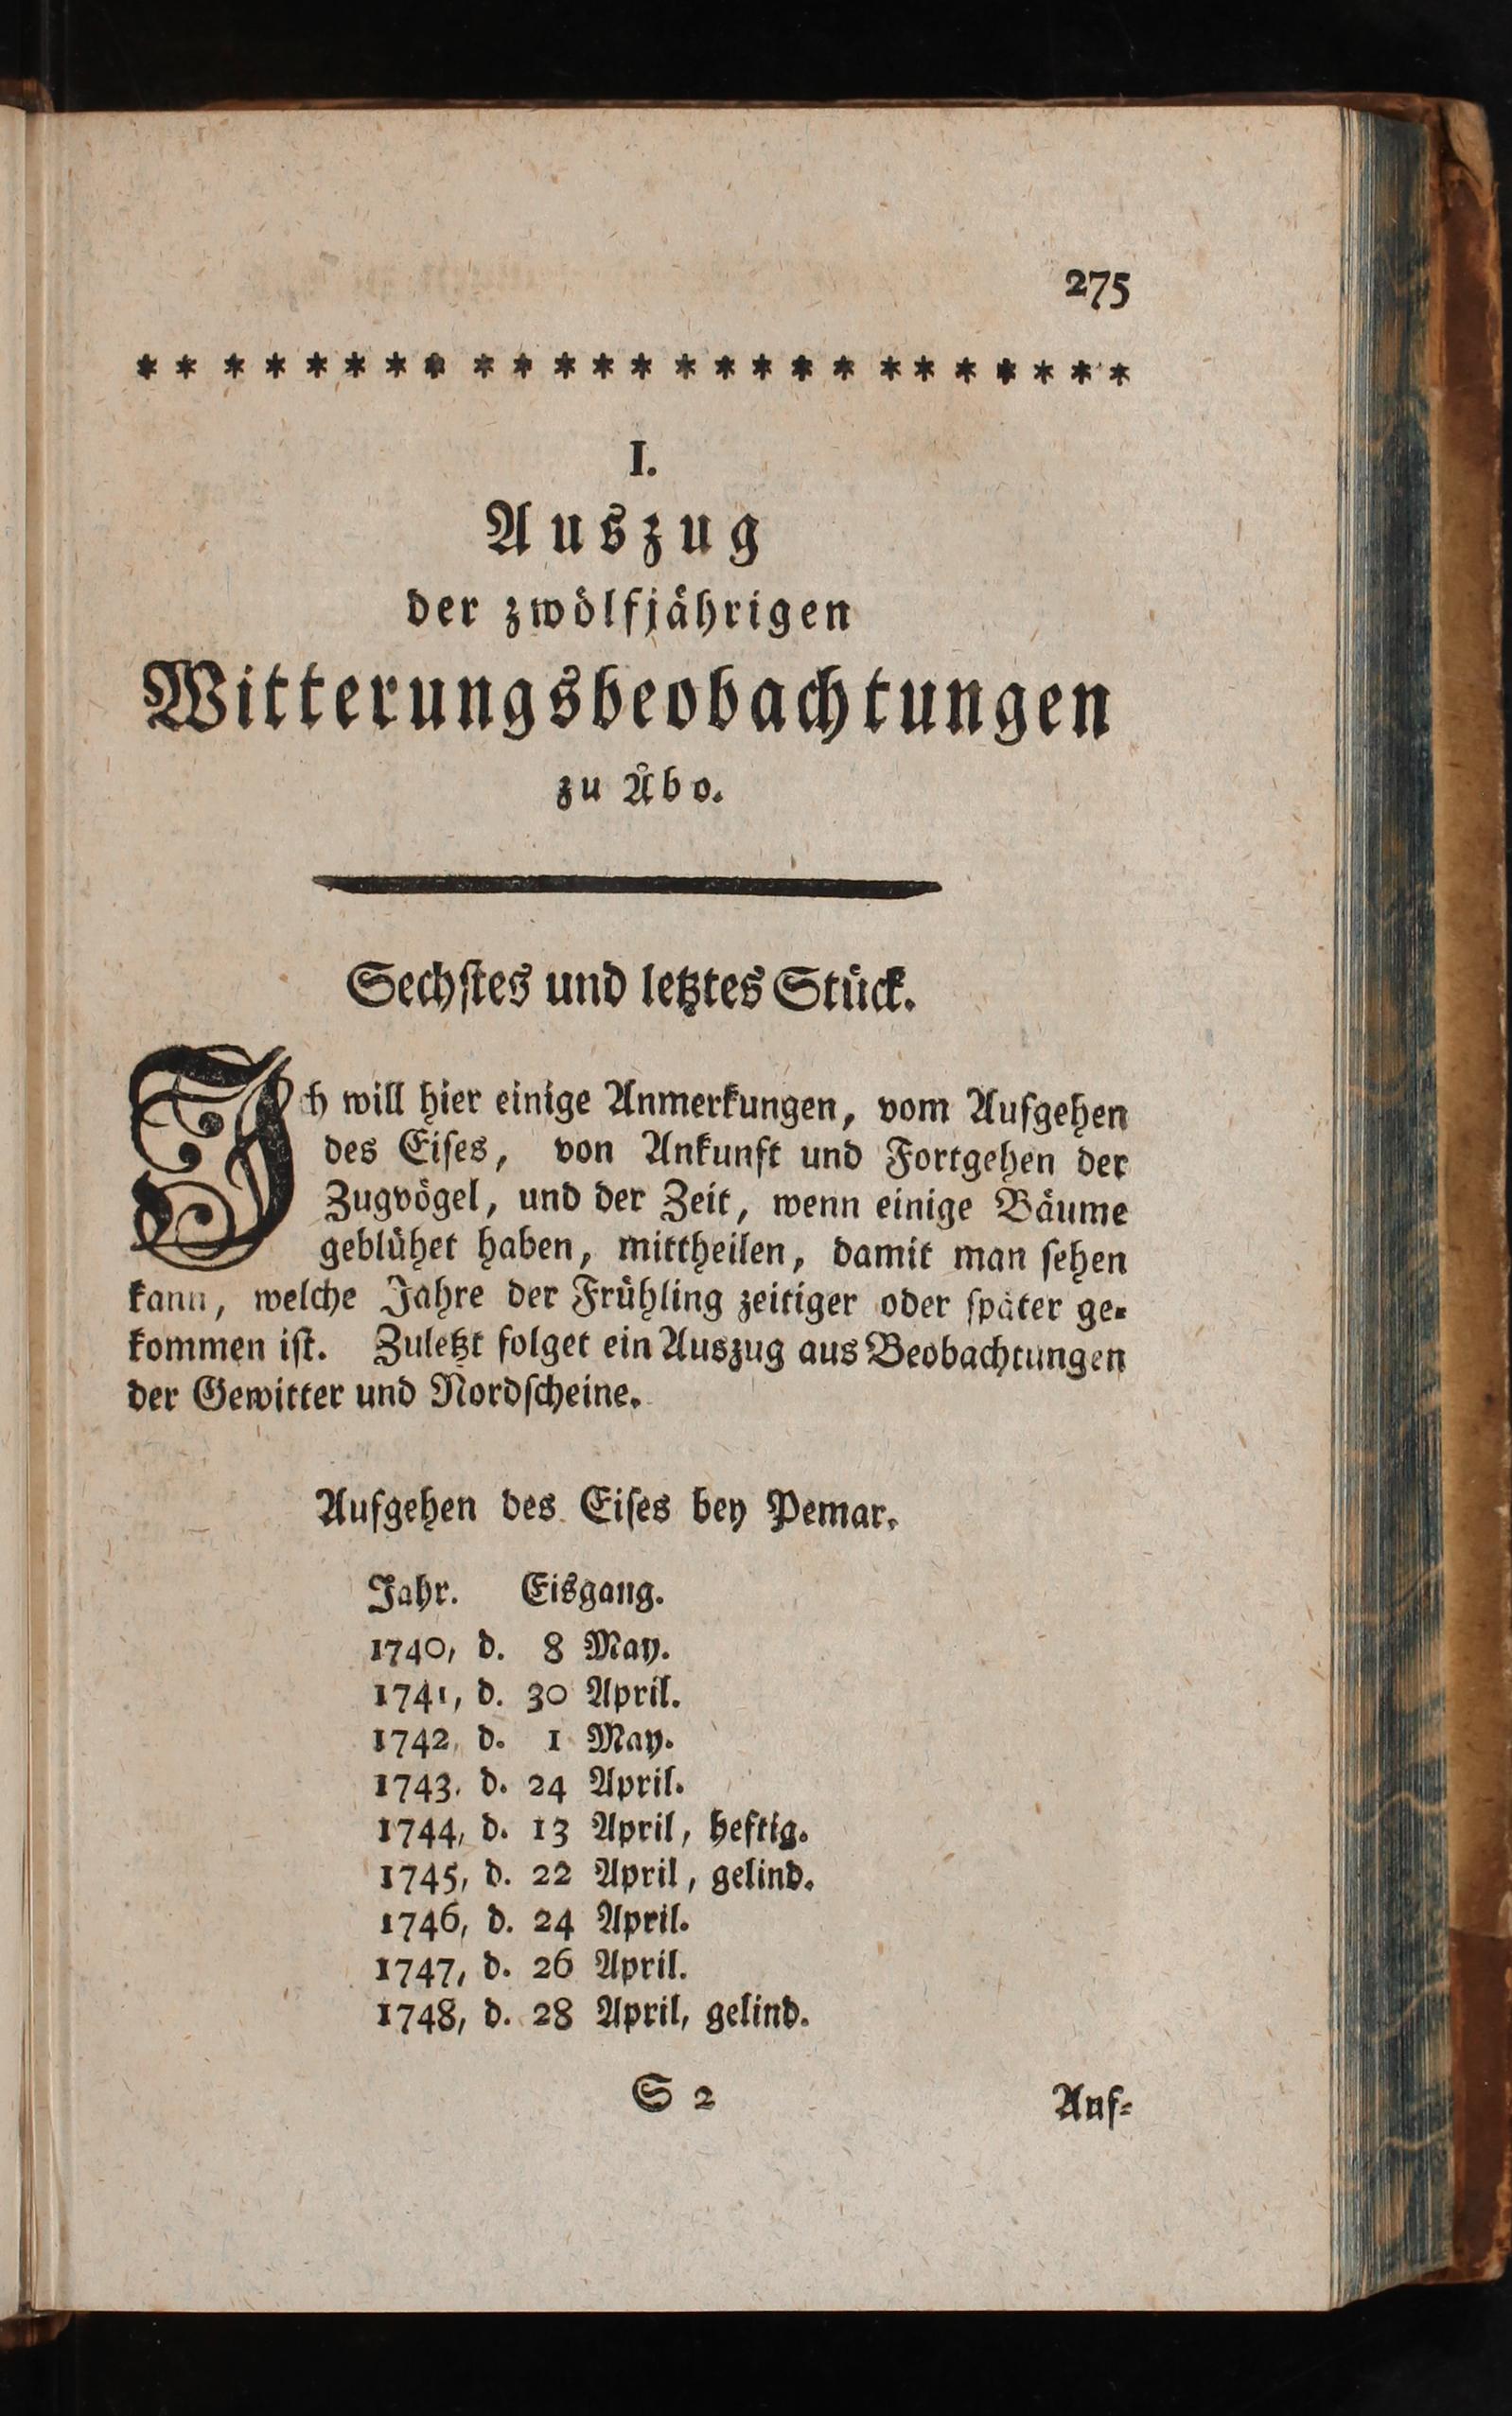 275
* * * * * * * * * * * * * * * * * * * * * * * * *
I.
Auszug
der zwölfjährigen
Witterungsbeobachtungen
zu Åbo.
Sechstes und letztes Stück.
Ich will hier einige Anmerkungen, vom Aufgehen
des Eiſes, von Ankunft und Fortgehen der
Zugvögel, und der Zeit, wenn einige Bäume
geblühet haben, mittheilen, damit man ſehen
kann, welche Jahre der Frühling zeitiger oder ſpäter ge-
kommen iſt. Zuletzt folget ein Auszug aus Beobachtungen
der Gewitter und Nordſcheine.
Aufgehen des Eiſes bey Pemar.
Jahr. Eisgang.
1740, d. 8 May.
1741, d. 30 April.
1742, d. 1 May.
1743. d. 24 April.
1744, d. 13 April, heftig.
1745, d. 22 April, gelind.
1746, d. 24 April.
1747, d. 26 April.
1748, d. 28 April, gelind.
S 2 Auf-